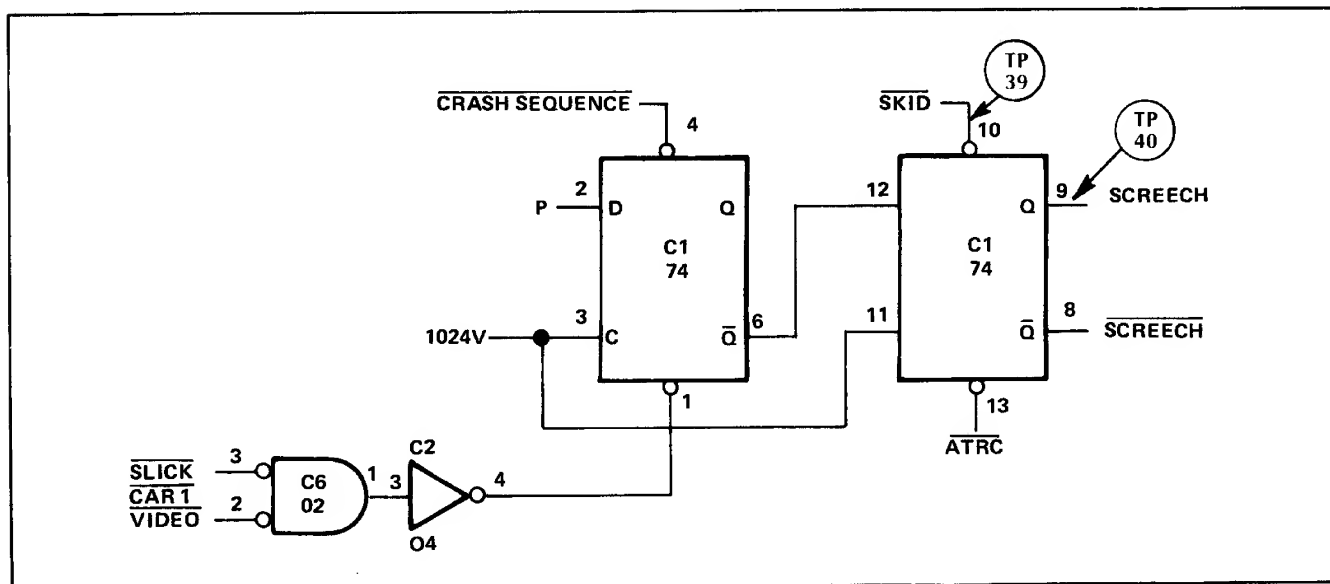 TP
39
CRASH SEQUENCE
SKID
4
10
TP
40
2
12
9
SCREECH
P
D
Q
Q
C1
74
C1
74
3
6
11
8
1024V
C
Q
Q
SCREECH
1
13
ATRC
C2
SLICK
3
C6
02
1
3
4
CAR 1
VIDEO
2
04